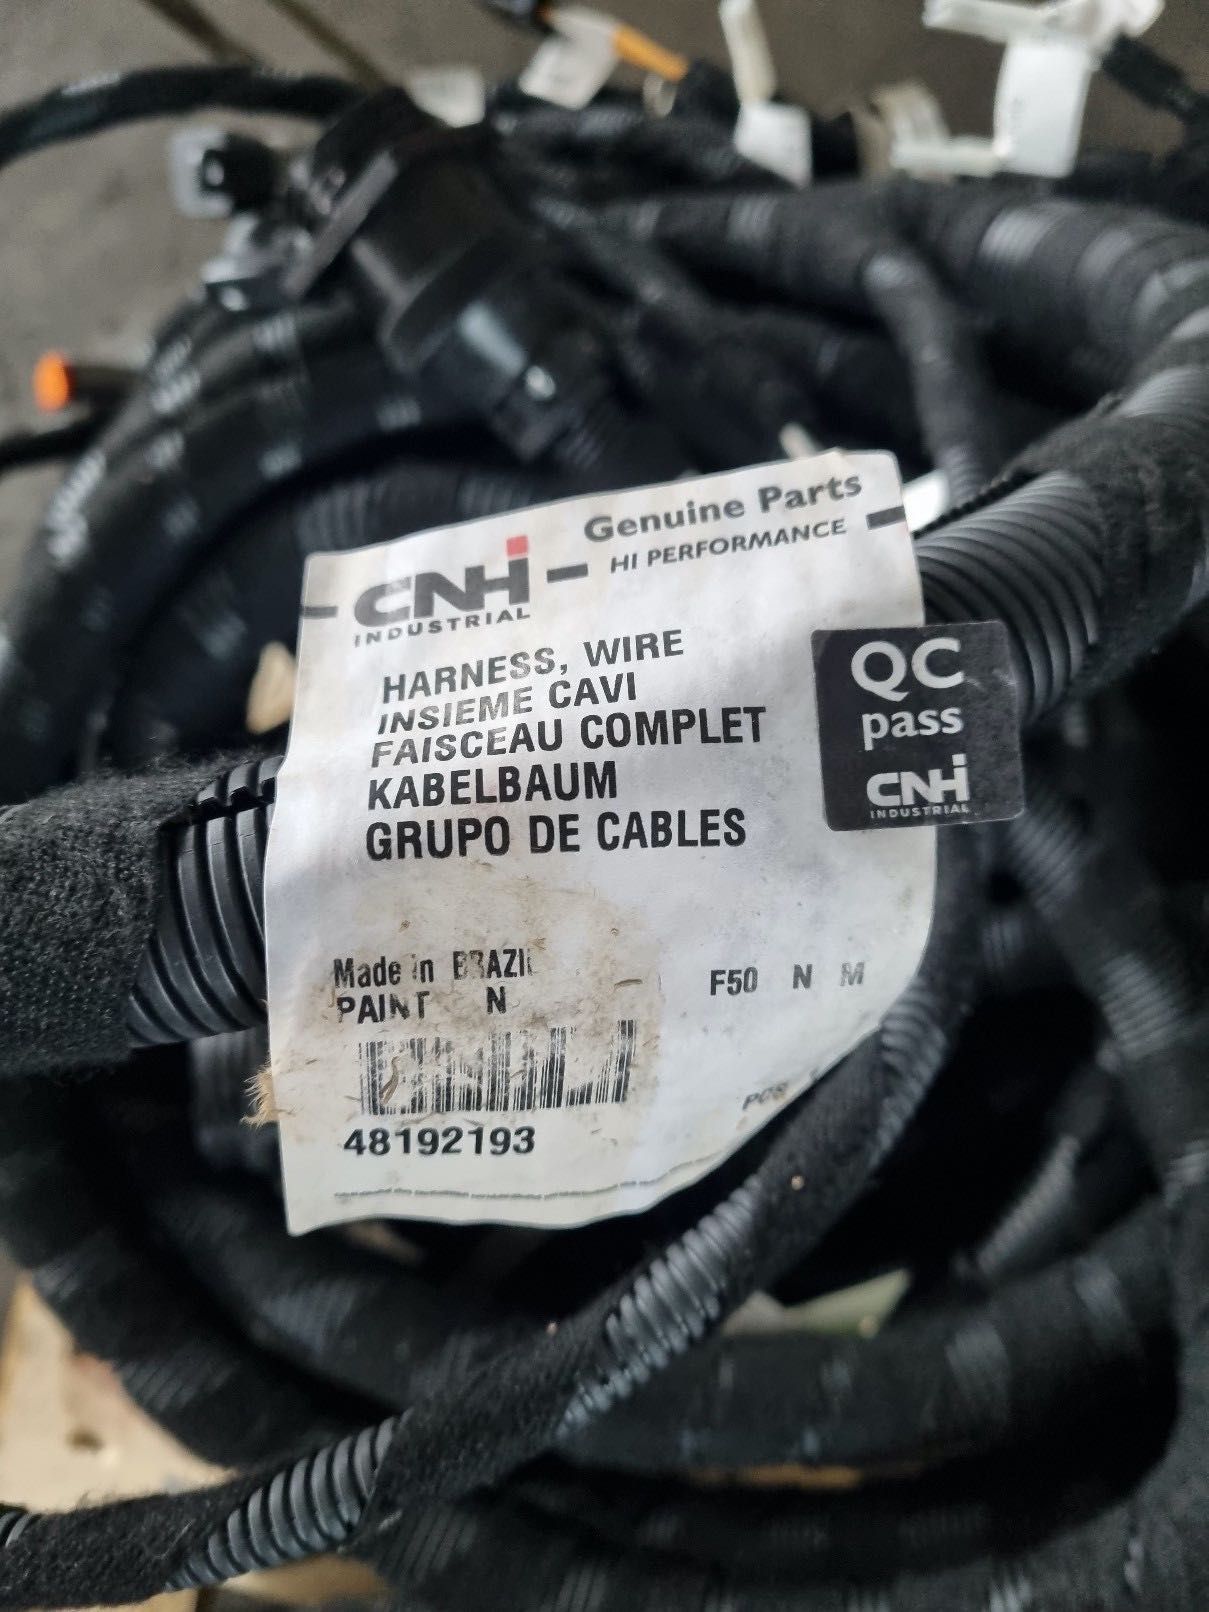 CNH
INDUSTRIAL
Genuine Parts
HI PERFORMANCE
HARNESS, WIRE
INSIEME CAVI
FAISCEAU COMPLET
KABELBAUM
GRUPO DE CABLES
QC
pass
CNH
INDUSTRIAL
Made in BRAZIL
PAINT N
F50 N M
PCS
48192193